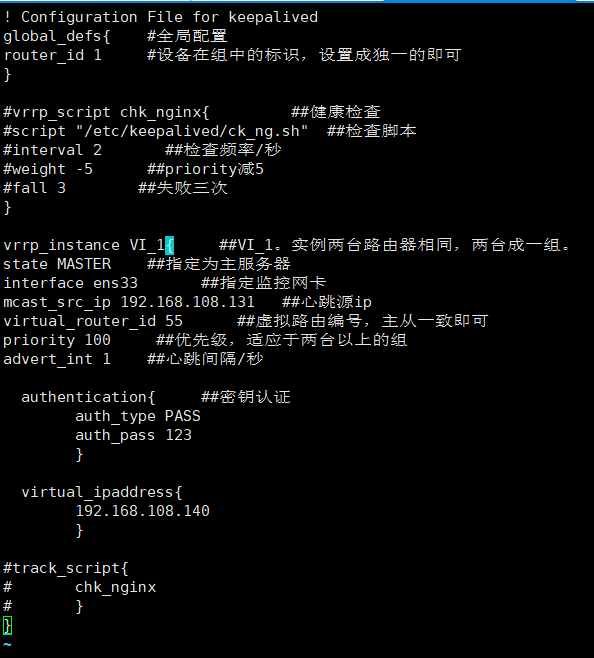 ! Configuration File for keepalived
global_defs{    #全局配置
router_id 1     #设备在组中的标识，设置成独一的即可
}

#vrrp_script chk_nginx{         ##健康检查
#script "/etc/keepalived/ck_ng.sh"  ##检查脚本
#interval 2       ##检查频率/秒
#weight -5      ##priority减5
#fall 3        ##失败三次
}

vrrp_instance VI_1{     ##VI_1。实例两台路由器相同，两台成一组。
state MASTER    ##指定为主服务器
interface ens33       ##指定监控网卡
mcast_src_ip 192.168.108.131   ##心跳源ip
virtual_router_id 55      ##虚拟路由编号，主从一致即可
priority 100     ##优先级，适应于两台以上的组
advert_int 1    ##心跳间隔/秒

  authentication{     ##密钥认证
        auth_type PASS
        auth_pass 123
        }

  virtual_ipaddress{
        192.168.108.140
        }

#track_script{
#       chk_nginx
#       }
}
~